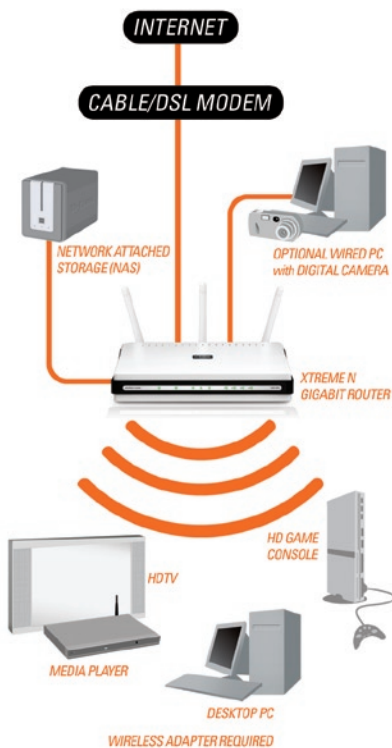 INTERNET
CABLE/DSL MODEM
NETWORK ATTACHED
STORAGE (NAS)
OPTIONAL WIRED PC
with DIGITAL CAMERA
XTREME N
GIGABIT ROUTER
HD GAME
CONSOLE
HDTV
MEDIA PLAYER
DESKTOP PC
WIRELESS ADAPTER REQUIRED